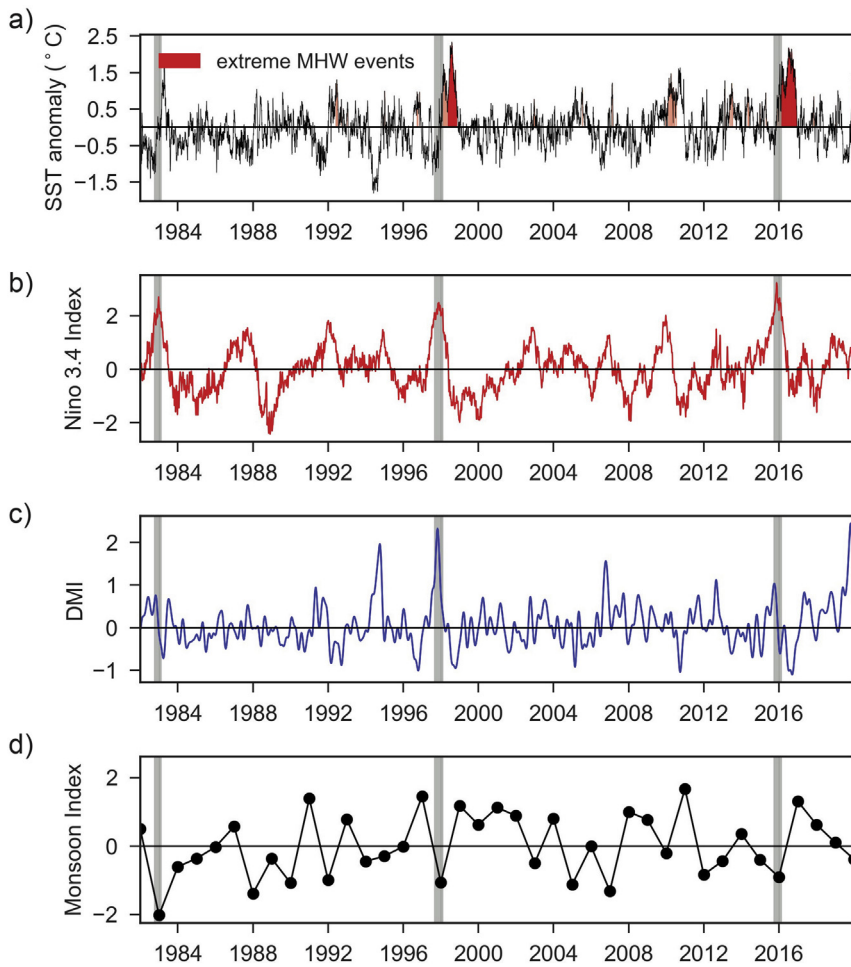 a)
SST anomaly (°C)
2.5
1.5
0.5
−0.5
−1.5
extreme MHW events
1984 1988 1992 1996 2000 2004 2008 2012 2016
b)
Nino 3.4 Index
2
0
−2
1984 1988 1992 1996 2000 2004 2008 2012 2016
c)
DMI
2
1
0
−1
1984 1988 1992 1996 2000 2004 2008 2012 2016
d)
Monsoon Index
2
0
−2
1984 1988 1992 1996 2000 2004 2008 2012 2016